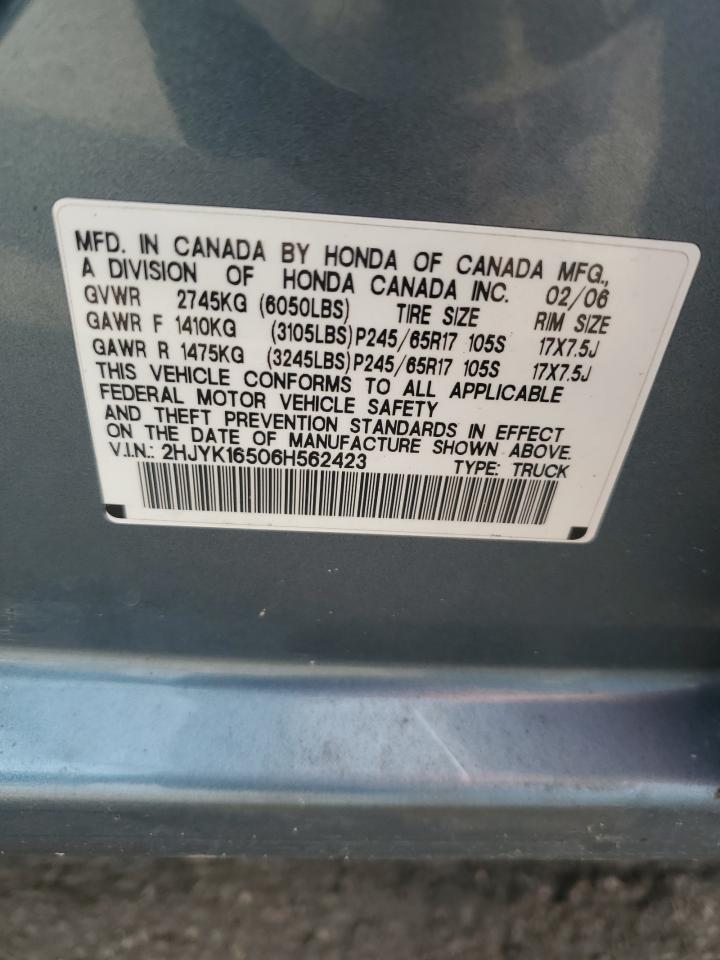 MFD. IN CANADA BY HONDA OF CANADA MFG.,
A DIVISION OF HONDA CANADA INC. 02/06
GVWR 2745KG (6050LBS) TIRE SIZE RIM SIZE
GAWR F 1410KG (3105LBS) P245/65R17 105S 17X7.5J
GAWR R 1475KG (3245LBS) P245/65R17 105S 17X7.5J
THIS VEHICLE CONFORMS TO ALL APPLICABLE
FEDERAL MOTOR VEHICLE SAFETY
AND THEFT PREVENTION STANDARDS IN EFFECT
ON THE DATE OF MANUFACTURE SHOWN ABOVE.
V.I.N.: 2HJYK16506H562423 TYPE: TRUCK